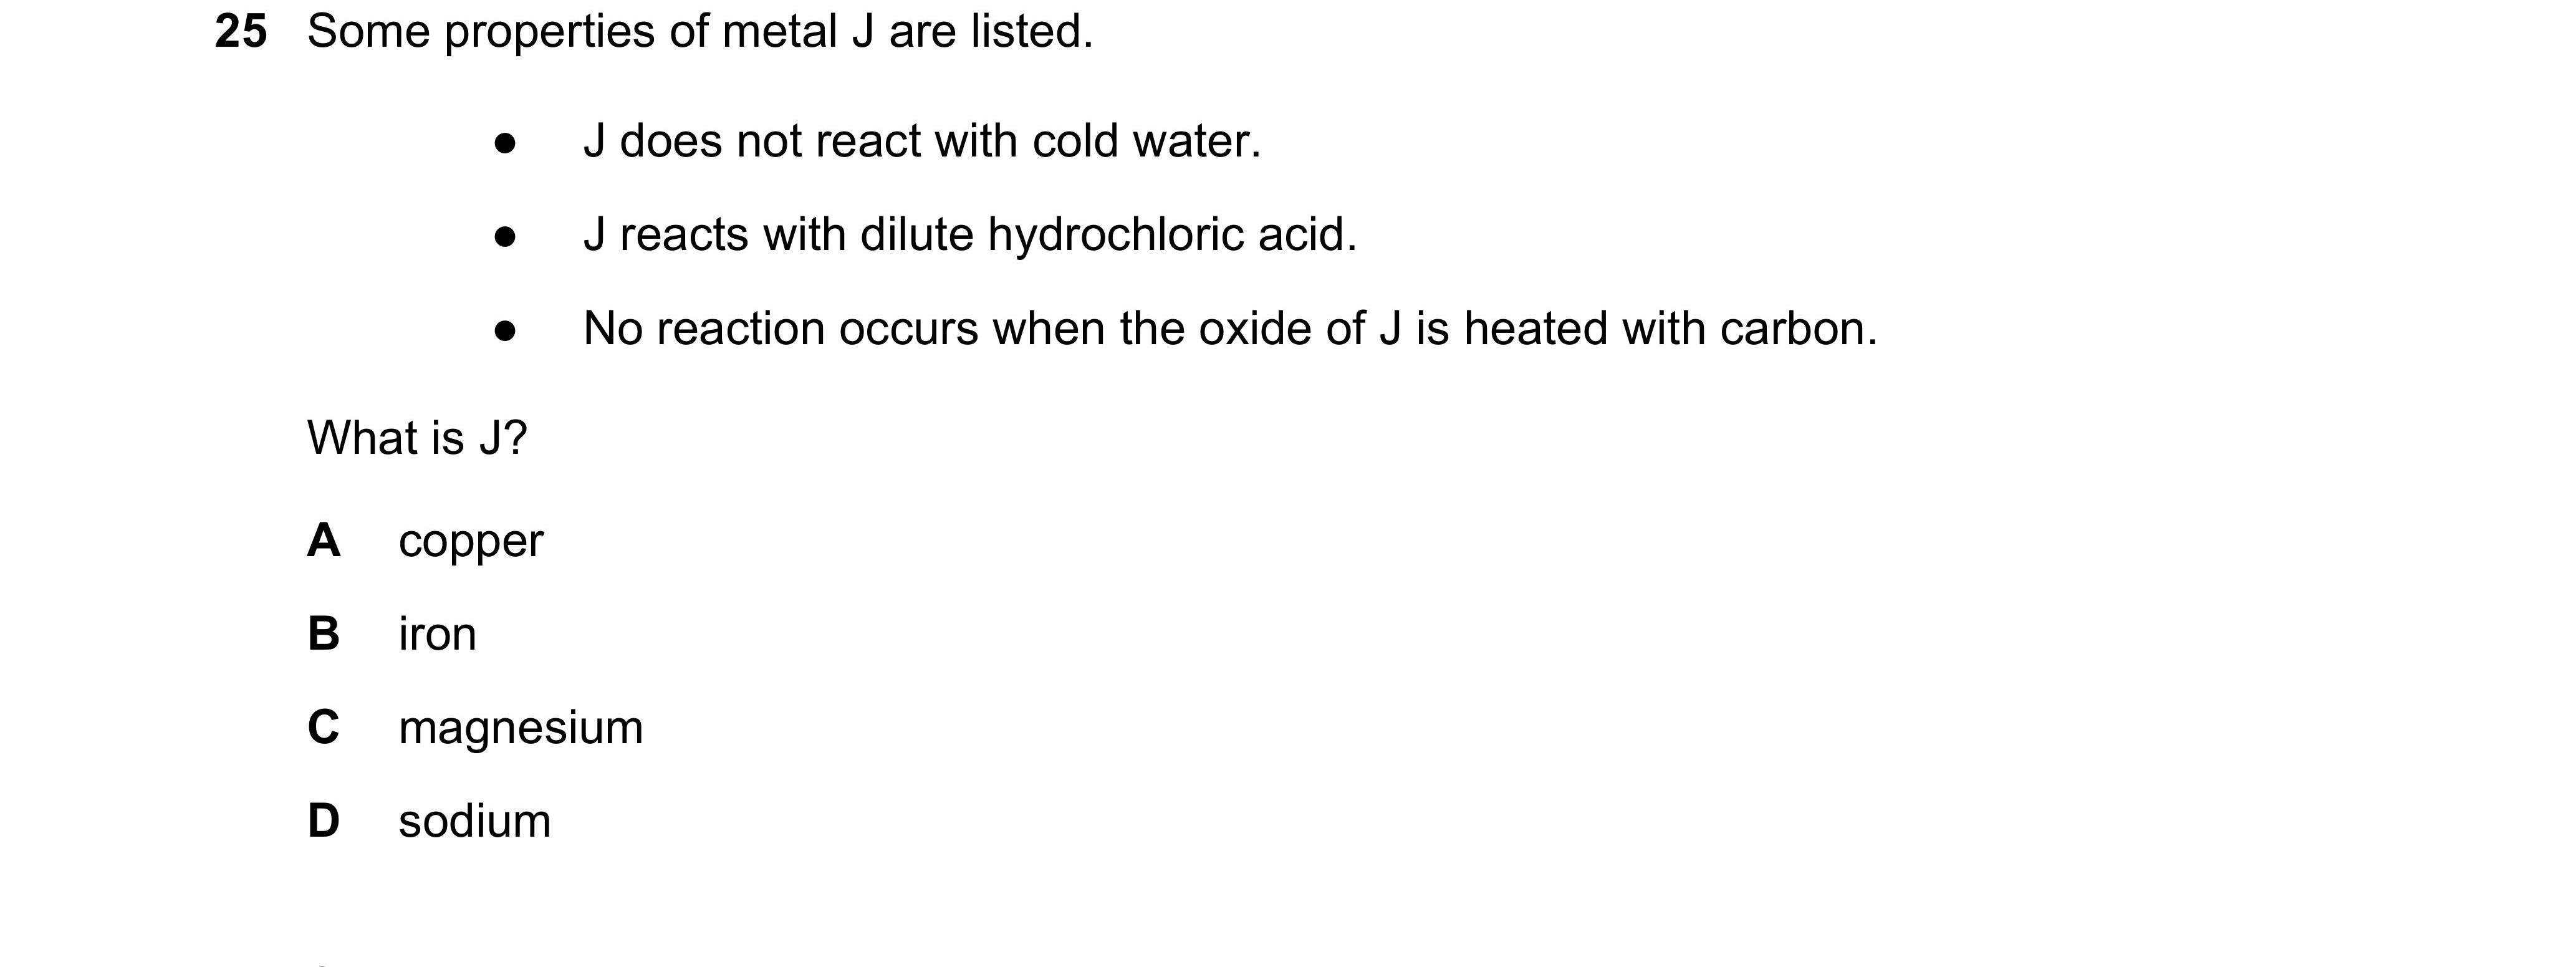 25 Some properties of metal J are listed.
● J does not react with cold water.
● J reacts with dilute hydrochloric acid.
● No reaction occurs when the oxide of J is heated with carbon.
What is J?
A copper
B iron
C magnesium
D sodium